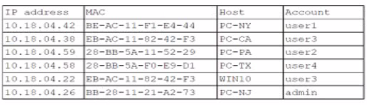 IP address MAC Host Account
10.18.04.42 BE-AC-11-F1-E4-44 PC-NY user1
10.18.04.38 EB-AC-11-82-42-F3 PC-CA user3
10.18.04.59 28-BB-5A-11-52-29 PC-PA user2
10.18.04.58 28-BB-5A-F0-E9-D1 PC-TX user4
10.18.04.22 EB-AC-11-82-42-F3 WIN10 user3
10.18.04.26 BB-28-11-21-A2-73 PC-NJ admin